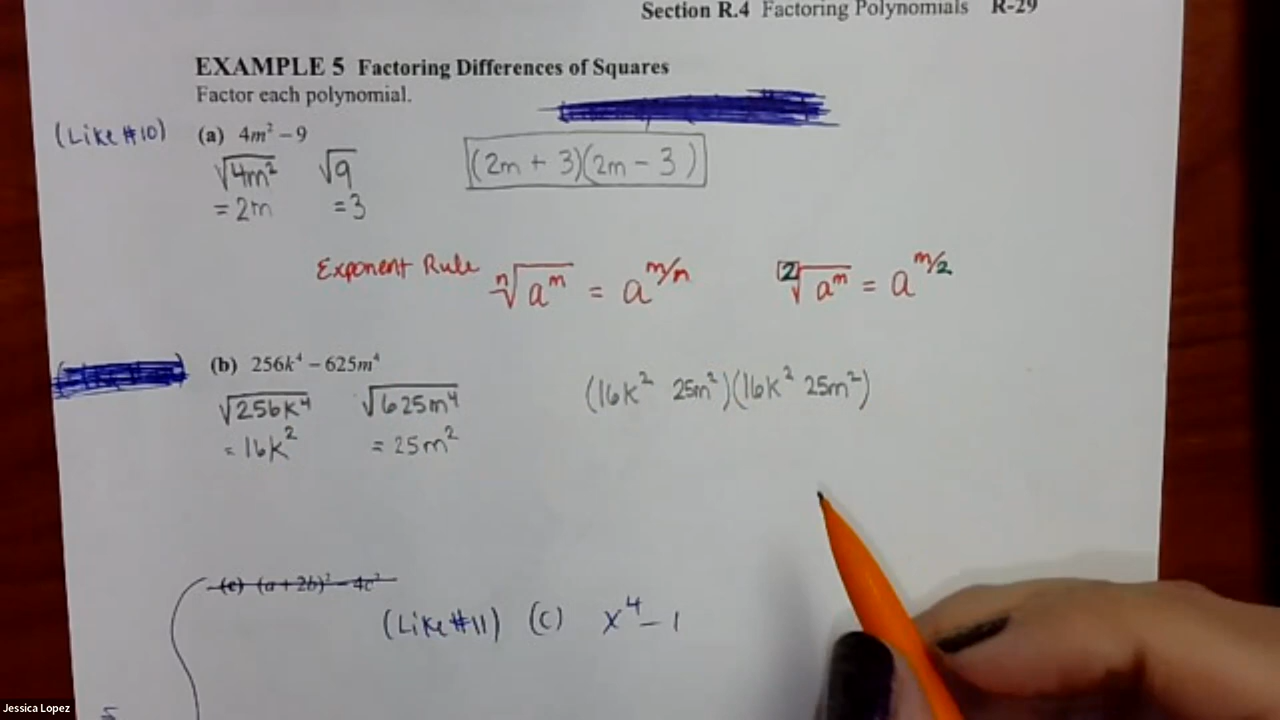 Section R.4 Factoring Polynomials R-29
EXAMPLE 5 Factoring Differences of Squares
Factor each polynomial.
(Like #10) (a) 4m² – 9
√4m² √9 (2m + 3)(2m – 3)
= 2m = 3
Exponent Rule ⁿ√aᵐ = a^m/n ²√aᵐ = a^m/2
(b) 256k⁴ – 625m⁴
√256k⁴ √625m⁴ (16k² 25m²)(16k² 25m²)
= 16k² = 25m²
(c) (a + 2b)² – 4c²
(Like #11) (C) x⁴ – 1
5
Jessica Lopez